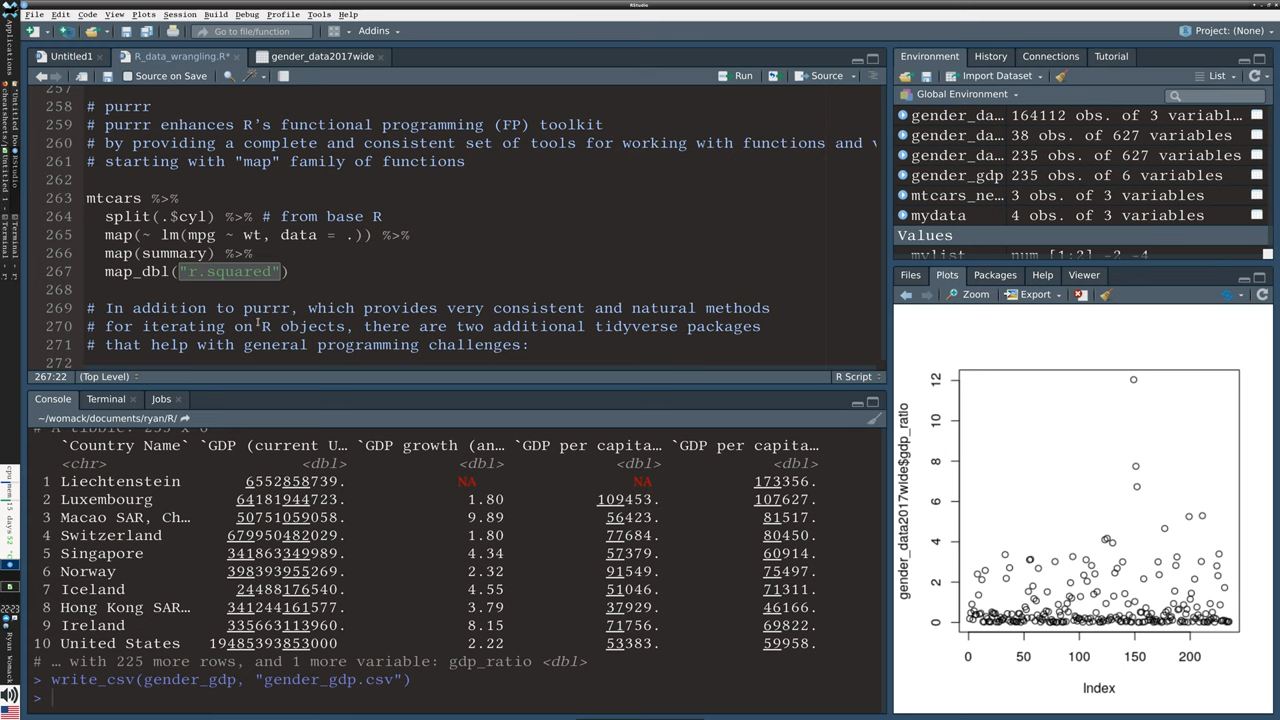 RStudio
File Edit Code View Plots Session Build Debug Profile Tools Help
Go to file/function
Addins
Project: (None)
Untitled1
R_data_wrangling.R*
gender_data2017wide
Source on Save
Run
Source
257
258 # purrr
259 # purrr enhances R's functional programming (FP) toolkit
260 # by providing a complete and consistent set of tools for working with functions and v
261 # starting with "map" family of functions
262
263 mtcars %>%
264 split(.$cyl) %>% # from base R
265 map(~ lm(mpg ~ wt, data = .)) %>%
266 map(summary) %>%
267 map_dbl("r.squared")
268
269 # In addition to purrr, which provides very consistent and natural methods
270 # for iterating on R objects, there are two additional tidyverse packages
271 # that help with general programming challenges:
272
267:22 (Top Level) R Script
Console Terminal Jobs
~/womack/documents/ryan/R/
`Country Name` `GDP (current U… `GDP growth (an… `GDP per capita… `GDP per capita…
<chr> <dbl> <dbl> <dbl> <dbl>
1 Liechtenstein 6552858739. NA NA 173356.
2 Luxembourg 64181944723. 1.80 109453. 107627.
3 Macao SAR, Ch… 50751059058. 9.89 56423. 81517.
4 Switzerland 679950482029. 1.80 77684. 80450.
5 Singapore 341863349989. 4.34 57379. 60914.
6 Norway 398393955269. 2.32 91549. 75497.
7 Iceland 24488176540. 4.55 51046. 71311.
8 Hong Kong SAR… 341244161577. 3.79 37929. 46166.
9 Ireland 335663113960. 8.15 71756. 69822.
10 United States 19485393853000 2.22 53383. 59958.
# … with 225 more rows, and 1 more variable: gdp_ratio <dbl>
> write_csv(gender_gdp, "gender_gdp.csv")
>
Environment History Connections Tutorial
Import Dataset
List
Global Environment
gender_da… 164112 obs. of 3 variabl…
gender_da… 38 obs. of 627 variables
gender_da… 235 obs. of 627 variables
gender_gdp 235 obs. of 6 variables
mtcars_ne… 3 obs. of 3 variables
mydata 4 obs. of 3 variables
Values
mylist num [1:2] -2 -4
Files Plots Packages Help Viewer
Zoom Export
gender_data2017wide$gdp_ratio
12
10
8
6
4
2
0
0 50 100 150 200
Index
Applications
RStudio
22:23
Ryan Womack